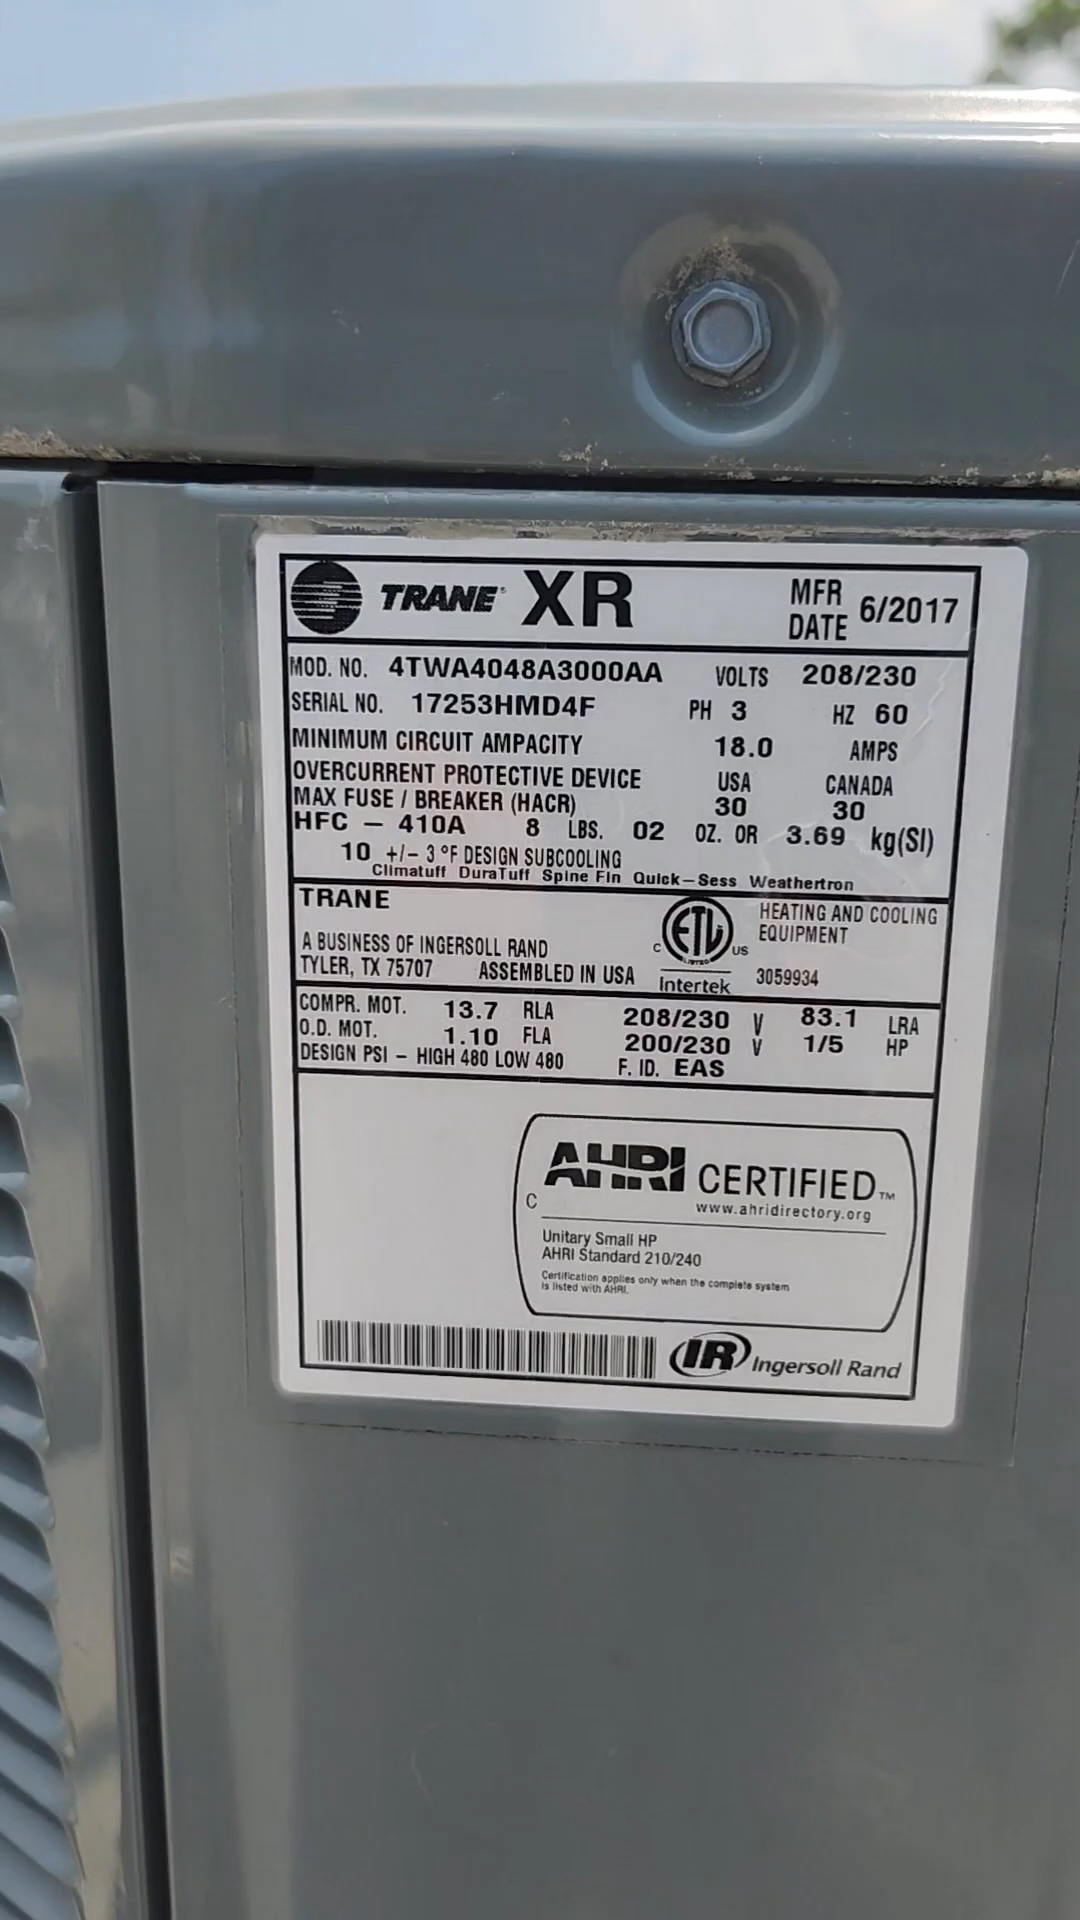 TRANE® XR MFR DATE 6/2017
MOD. NO. 4TWA4048A3000AA VOLTS 208/230
SERIAL NO. 17253HMD4F PH 3 HZ 60
MINIMUM CIRCUIT AMPACITY 18.0 AMPS
OVERCURRENT PROTECTIVE DEVICE USA CANADA
MAX FUSE / BREAKER (HACR) 30 30
HFC – 410A 8 LBS. 02 OZ. OR 3.69 kg(SI)
10 +/– 3 °F DESIGN SUBCOOLING
Climatuff DuraTuff Spine Fin Quick–Sess Weathertron
TRANE
A BUSINESS OF INGERSOLL RAND
TYLER, TX 75707 ASSEMBLED IN USA
C ETL LISTED US
Intertek
HEATING AND COOLING
EQUIPMENT
3059934
COMPR. MOT. 13.7 RLA 208/230 V 83.1 LRA
O.D. MOT. 1.10 FLA 200/230 V 1/5 HP
DESIGN PSI – HIGH 480 LOW 480 F. ID. EAS
C AHRI CERTIFIED™
www.ahridirectory.org
Unitary Small HP
AHRI Standard 210/240
Certification applies only when the complete system
is listed with AHRI.
IR Ingersoll Rand